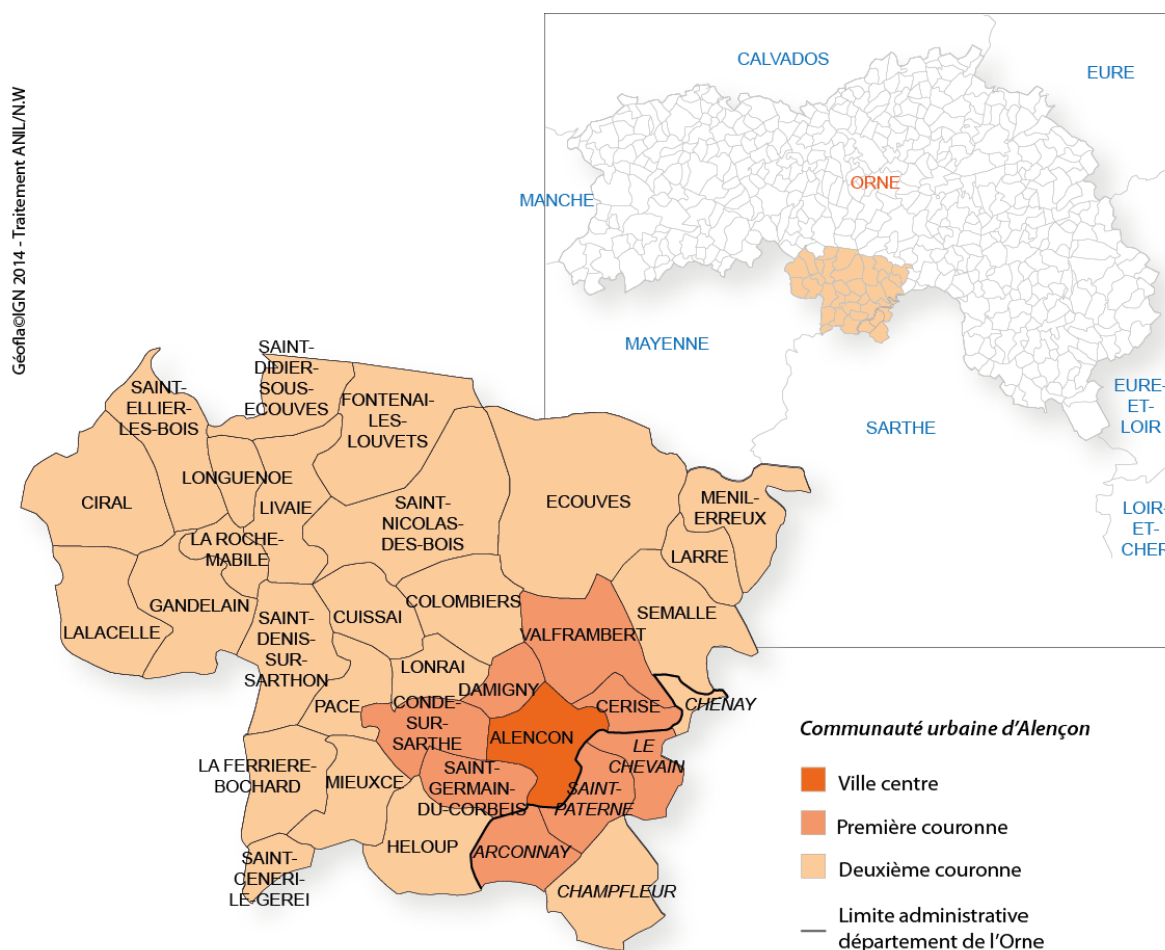 Géofla©IGN 2014 - Traitement ANIL/N.W
CALVADOS
EURE
ORNE
MANCHE
MAYENNE
SARTHE
EURE-
ET-
LOIR
LOIR-
ET-
CHER
SAINT-
DIDIER-
SOUS-
ECOUVES
SAINT-
ELLIER-
LES-BOIS
FONTENAI-
LES-
LOUVETS
CIRAL
LONGUENOE
LIVAIE
SAINT-
NICOLAS-
DES-BOIS
ECOUVES
MENIL-
ERREUX
LA ROCHE-
MABILE
LARRE
LALACELLE
GANDELAIN
SAINT-
DENIS-
SUR-
SARTHON
CUISSAI
COLOMBIERS
SEMALLE
VALFRAMBERT
LONRAI
DAMIGNY
PACE
CONDE-
SUR-
SARTHE
CERISE
CHENAY
ALENCON
LE
CHEVAIN
LA FERRIERE-
BOCHARD
MIEUXCE
SAINT-
GERMAIN-
DU-CORBEIS
SAINT-
PATERNE
HELOUP
ARCONNAY
SAINT-
CENERI-
LE-GEREI
CHAMPFLEUR
Communauté urbaine d'Alençon
Ville centre
Première couronne
Deuxième couronne
Limite administrative
département de l'Orne